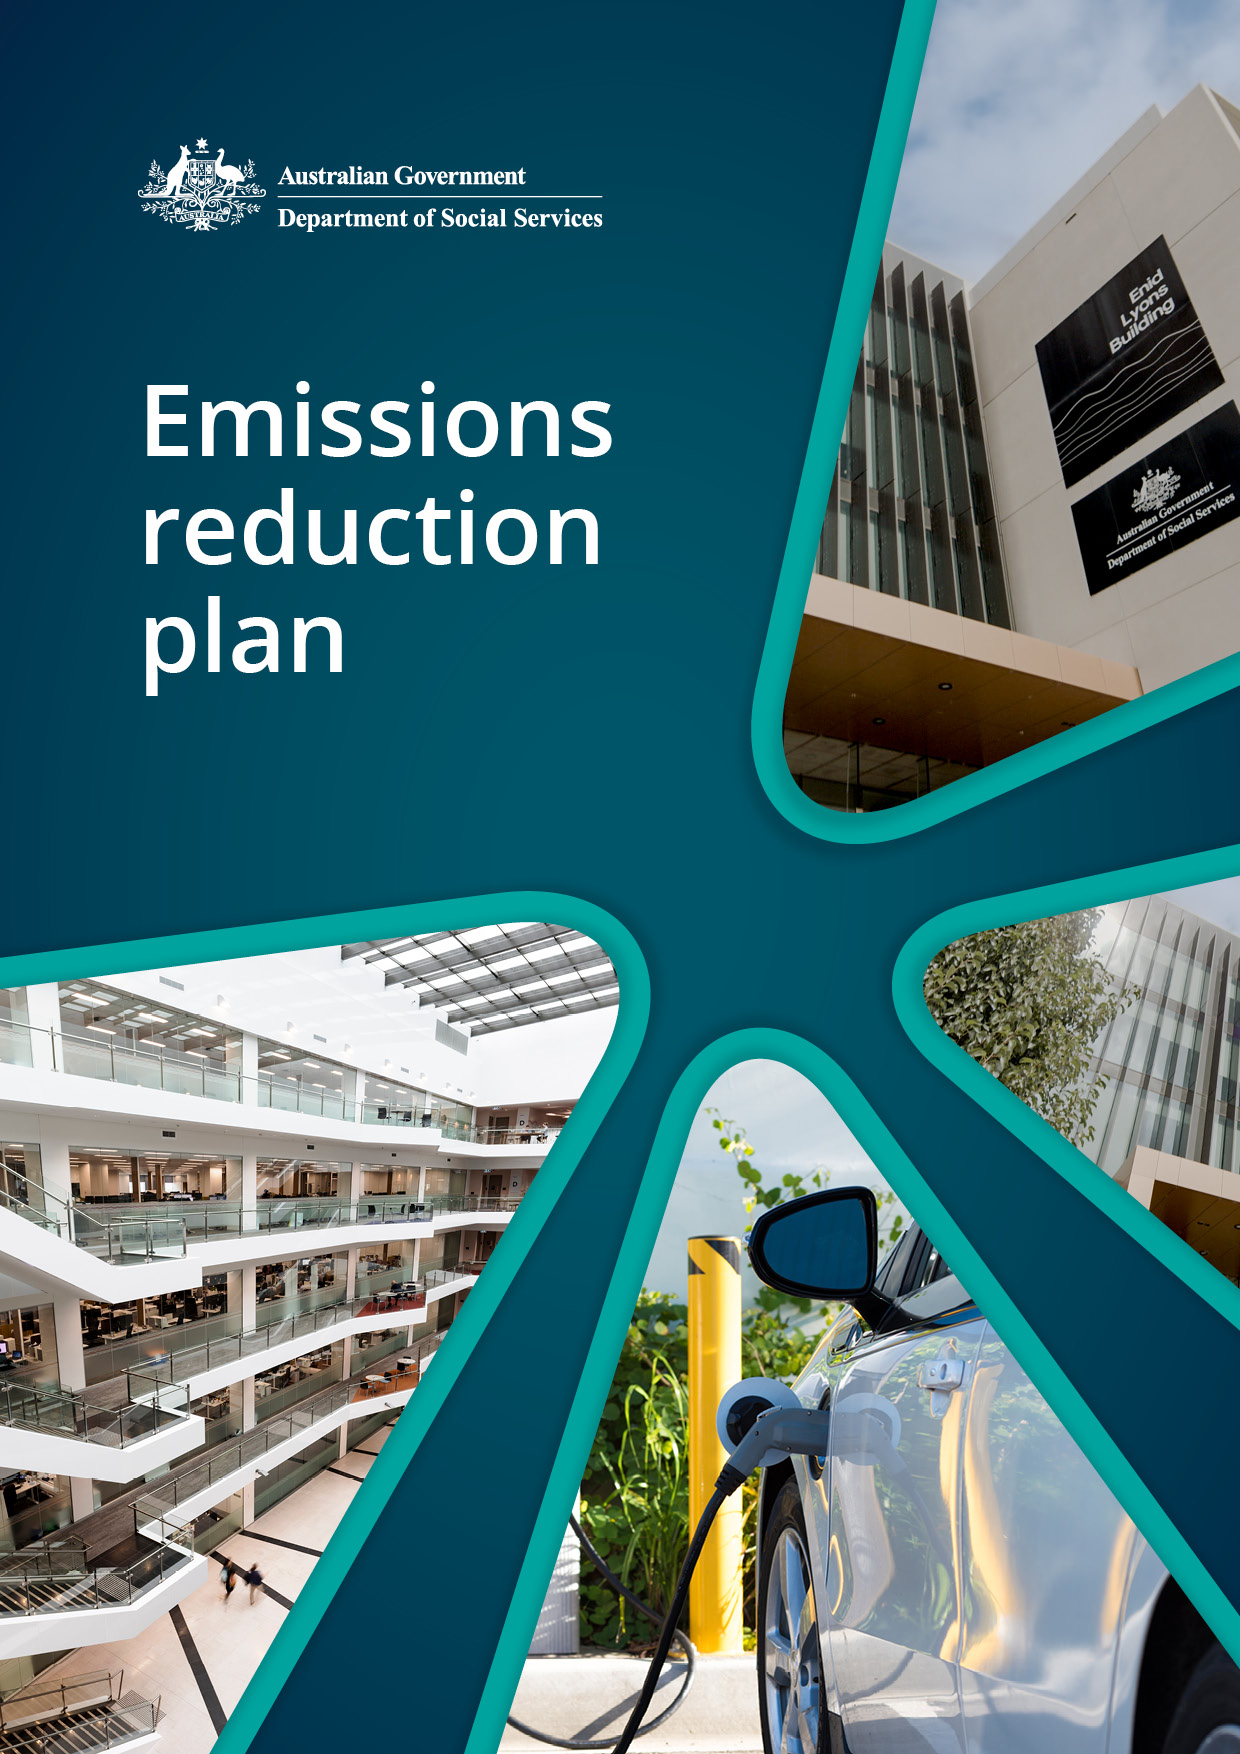 Australian Government
Department of Social Services
Emissions
reduction
plan
Enid
Lyons
Building
Australian Government
Department of Social Services